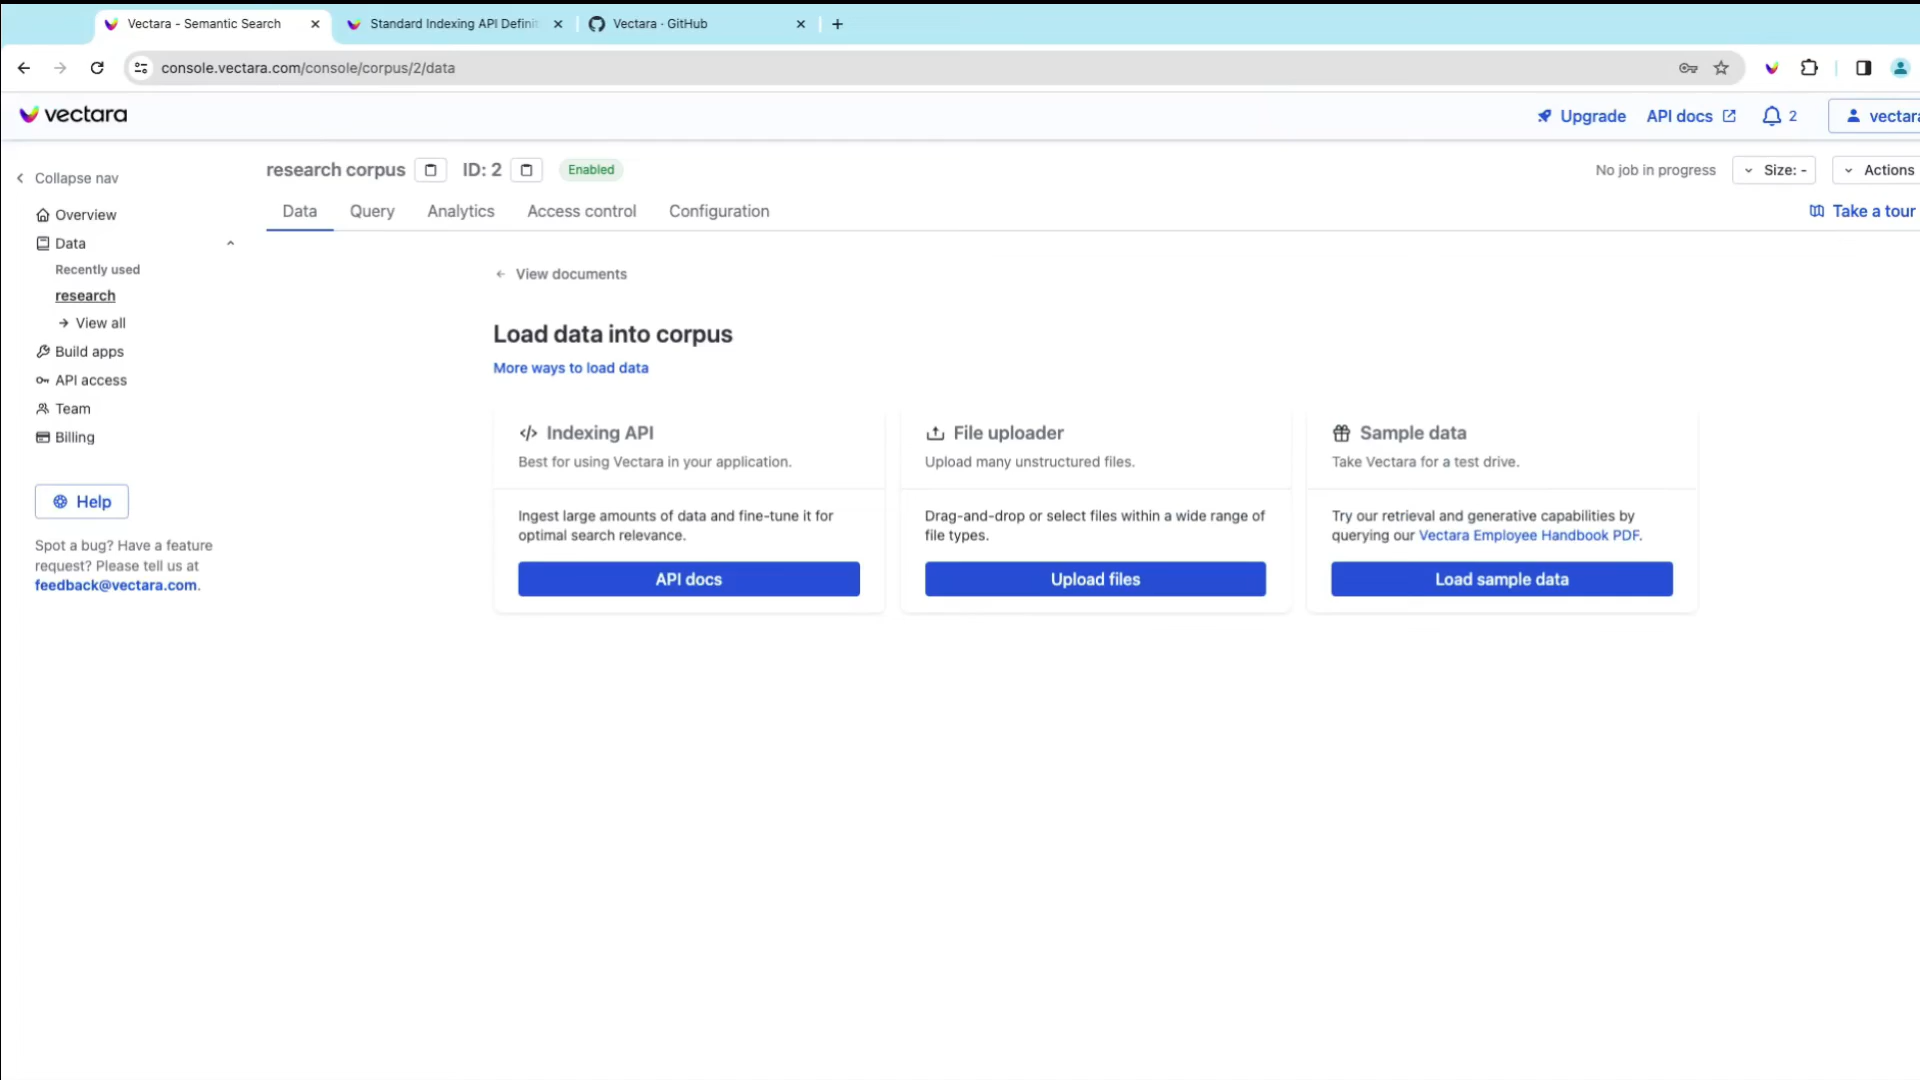 Vectara - Semantic Search
Standard Indexing API Defini
Vectara · GitHub
console.vectara.com/console/corpus/2/data
vectara
Upgrade
API docs
2
vectara
Collapse nav
Overview
Data
Recently used
research
View all
Build apps
API access
Team
Billing
Help
Spot a bug? Have a feature
request? Please tell us at
feedback@vectara.com.
research corpus ID: 2 Enabled
No job in progress
Size: -
Actions
Data Query Analytics Access control Configuration
Take a tour
View documents
Load data into corpus
More ways to load data
Indexing API
Best for using Vectara in your application.
Ingest large amounts of data and fine-tune it for
optimal search relevance.
API docs
File uploader
Upload many unstructured files.
Drag-and-drop or select files within a wide range of
file types.
Upload files
Sample data
Take Vectara for a test drive.
Try our retrieval and generative capabilities by
querying our Vectara Employee Handbook PDF.
Load sample data